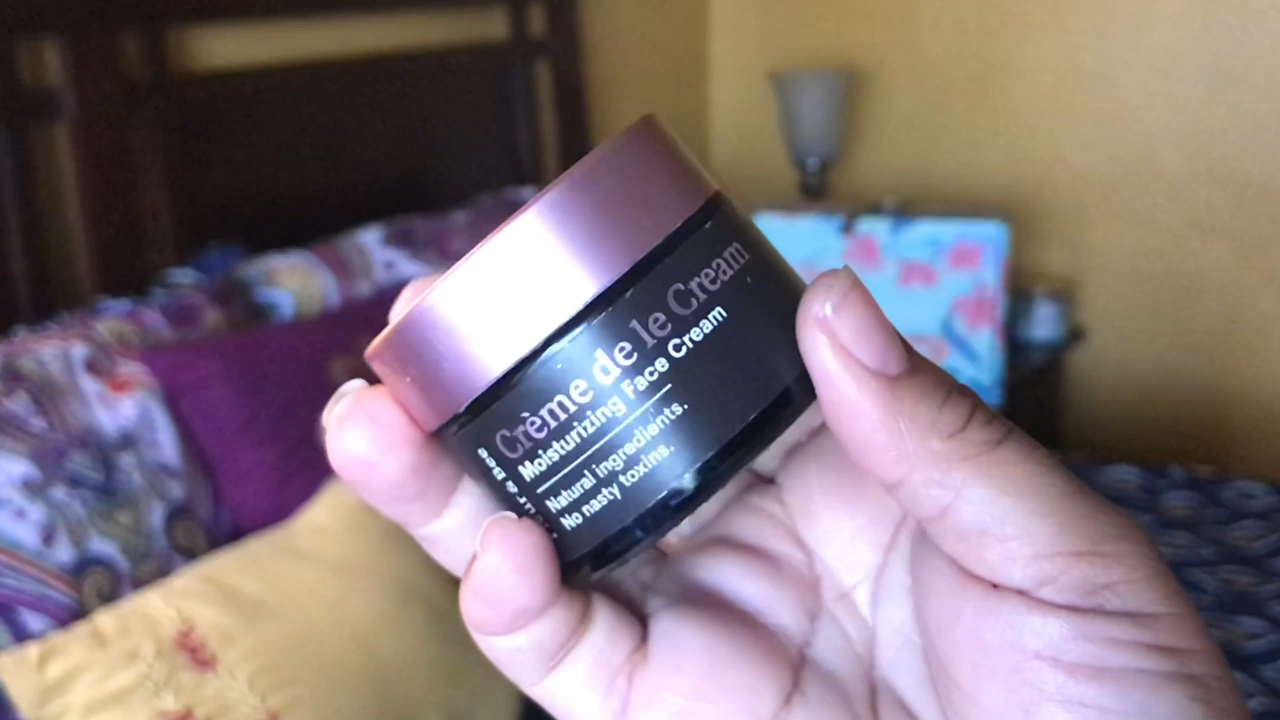 Crème de le Cream
Moisturizing Face Cream
Natural ingredients.
No nasty toxins.